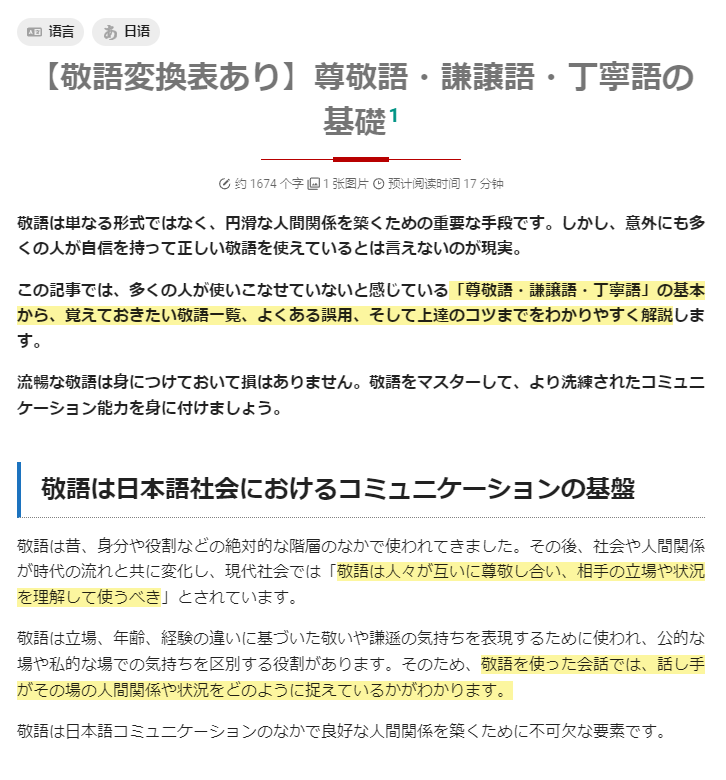 语言 日语
【敬語変換表あり】尊敬語・謙譲語・丁寧語の
基礎1
约 1674 个字 1 张图片 预计阅读时间 17 分钟
敬語は単なる形式ではなく、円滑な人間関係を築くための重要な手段です。しかし、意外にも多
くの人が自信を持って正しい敬語を使えているとは言えないのが現実。
この記事では、多くの人が使いこなせていないと感じている「尊敬語・謙譲語・丁寧語」の基本
から、覚えておきたい敬語一覧、よくある誤用、そして上達のコツまでをわかりやすく解説しま
す。
流暢な敬語は身につけておいて損はありません。敬語をマスターして、より洗練されたコミュニ
ケーション能力を身に付けましょう。
敬語は日本語社会におけるコミュニケーションの基盤
敬語は昔、身分や役割などの絶対的な階層のなかで使われてきました。その後、社会や人間関係
が時代の流れと共に変化し、現代社会では「敬語は人々が互いに尊敬し合い、相手の立場や状況
を理解して使うべき」とされています。
敬語は立場、年齢、経験の違いに基づいた敬いや謙遜の気持ちを表現するために使われ、公的な
場や私的な場での気持ちを区別する役割があります。そのため、敬語を使った会話では、話し手
がその場の人間関係や状況をどのように捉えているかがわかります。
敬語は日本語コミュニケーションのなかで良好な人間関係を築くために不可欠な要素です。